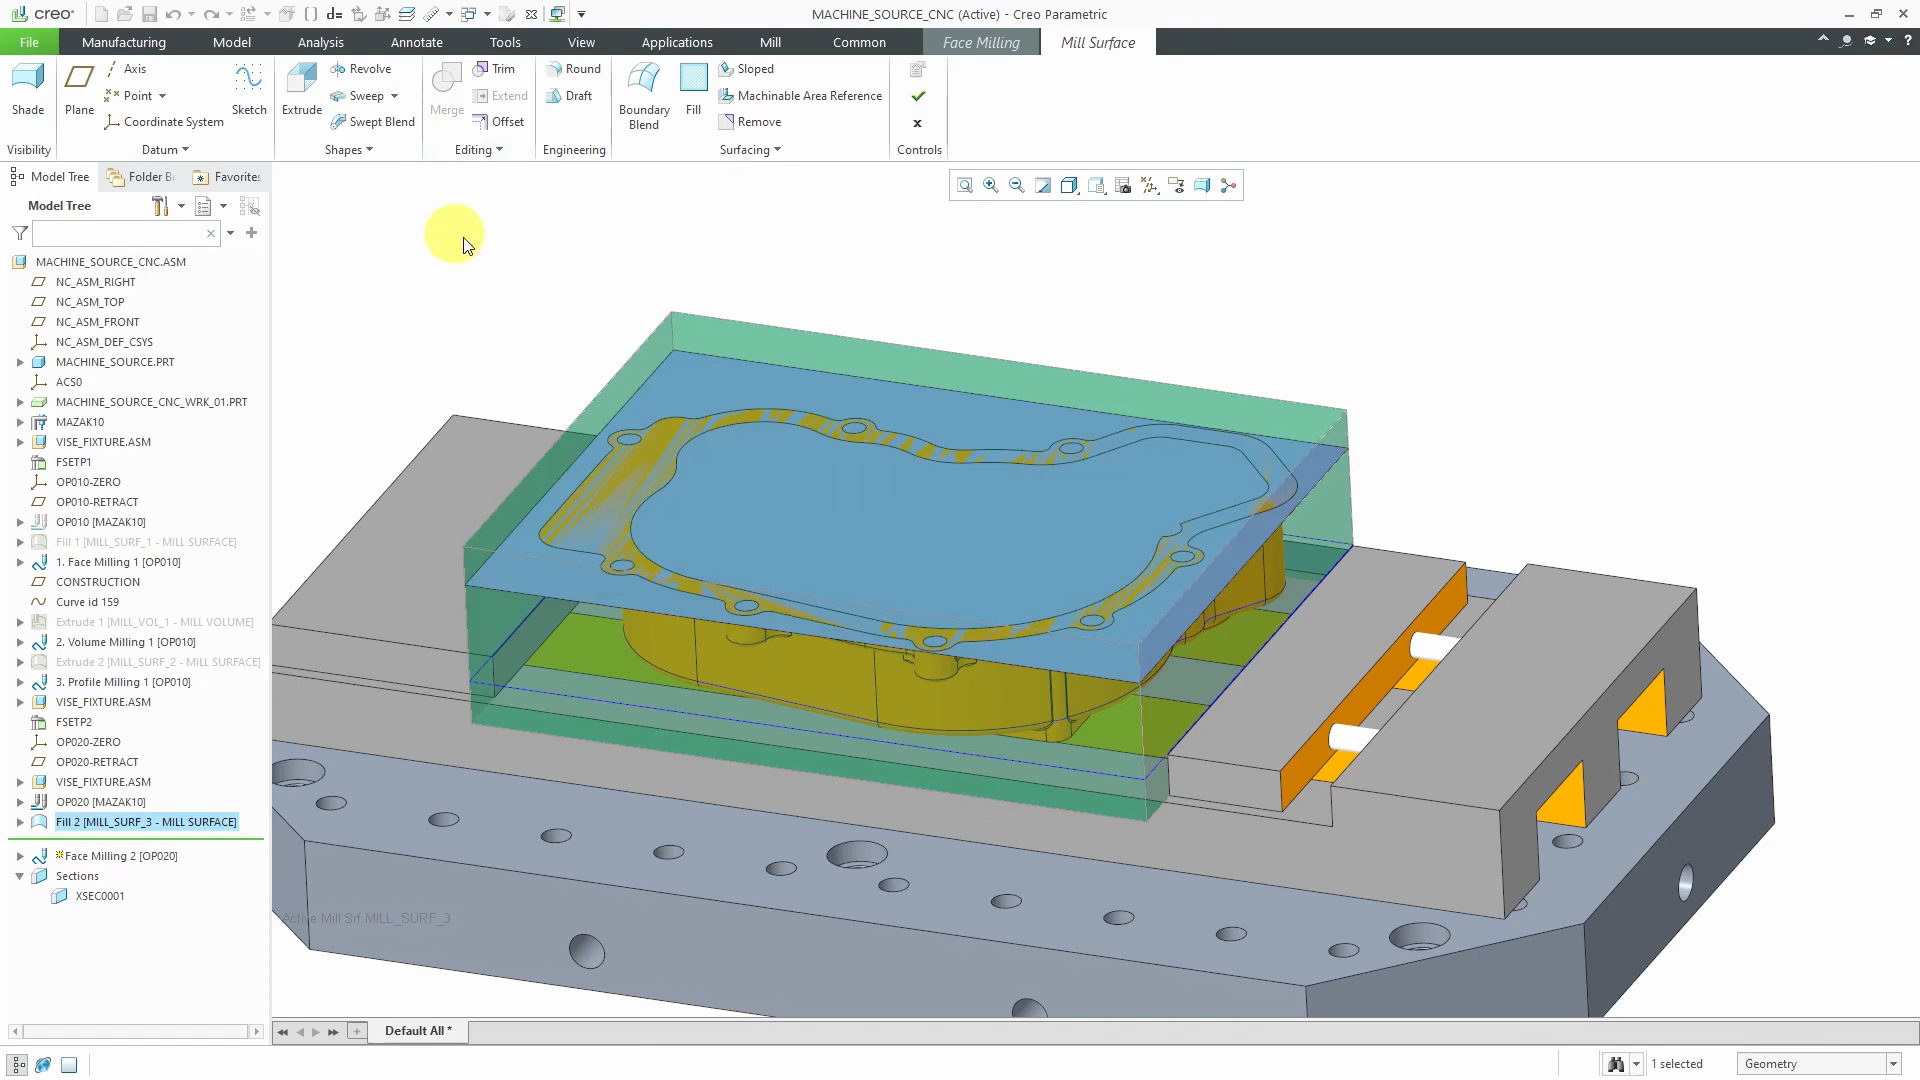 creo
MACHINE_SOURCE_CNC (Active) - Creo Parametric
File
Manufacturing
Model
Analysis
Annotate
Tools
View
Applications
Mill
Common
Face Milling
Mill Surface
Shade
Plane
Axis
Point
Coordinate System
Sketch
Extrude
Revolve
Sweep
Swept Blend
Merge
Trim
Extend
Offset
Round
Draft
Boundary
Blend
Fill
Sloped
Machinable Area Reference
Remove
Visibility
Datum
Shapes
Editing
Engineering
Surfacing
Controls
Model Tree
Folder Br
Favorites
Model Tree
MACHINE_SOURCE_CNC.ASM
NC_ASM_RIGHT
NC_ASM_TOP
NC_ASM_FRONT
NC_ASM_DEF_CSYS
MACHINE_SOURCE.PRT
ACS0
MACHINE_SOURCE_CNC_WRK_01.PRT
MAZAK10
VISE_FIXTURE.ASM
FSETP1
OP010-ZERO
OP010-RETRACT
OP010 [MAZAK10]
Fill 1 [MILL_SURF_1 - MILL SURFACE]
1. Face Milling 1 [OP010]
CONSTRUCTION
Curve id 159
Extrude 1 [MILL_VOL_1 - MILL VOLUME]
2. Volume Milling 1 [OP010]
Extrude 2 [MILL_SURF_2 - MILL SURFACE]
3. Profile Milling 1 [OP010]
VISE_FIXTURE.ASM
FSETP2
OP020-ZERO
OP020-RETRACT
VISE_FIXTURE.ASM
OP020 [MAZAK10]
Fill 2 [MILL_SURF_3 - MILL SURFACE]
Face Milling 2 [OP020]
Sections
XSEC0001
Active Mill Srf MILL_SURF_3
Default All *
1 selected
Geometry